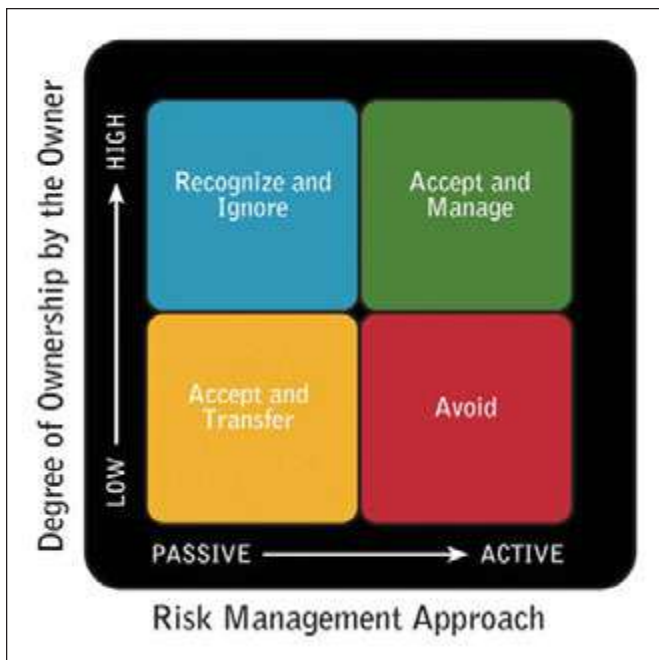 Degree of Ownership by the Owner
HIGH
LOW
Recognize and
Ignore
Accept and
Manage
Accept and
Transfer
Avoid
PASSIVE
ACTIVE
Risk Management Approach